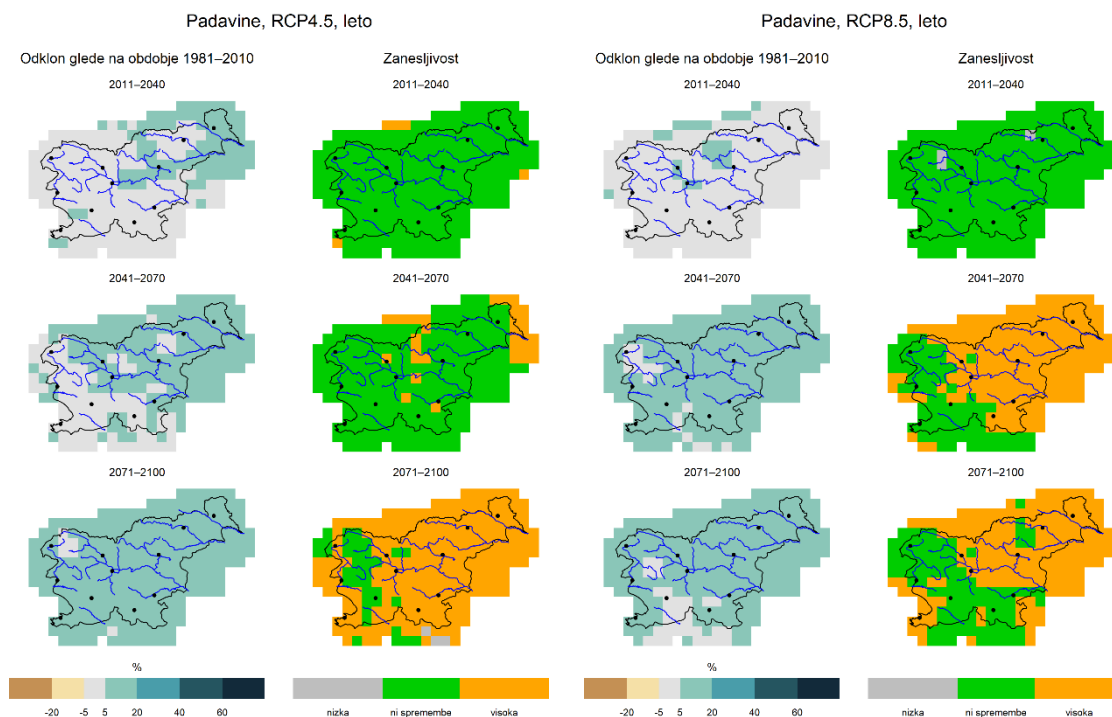 Padavine, RCP4.5, leto
Padavine, RCP8.5, leto
Odklon glede na obdobje 1981–2010
Zanesljivost
Odklon glede na obdobje 1981–2010
Zanesljivost
2011–2040
2011–2040
2011–2040
2011–2040
2041–2070
2041–2070
2041–2070
2041–2070
2071–2100
2071–2100
2071–2100
2071–2100
%
%
-20 -5 5 20 40 60
nizka ni spremembe visoka
-20 -5 5 20 40 60
nizka ni spremembe visoka